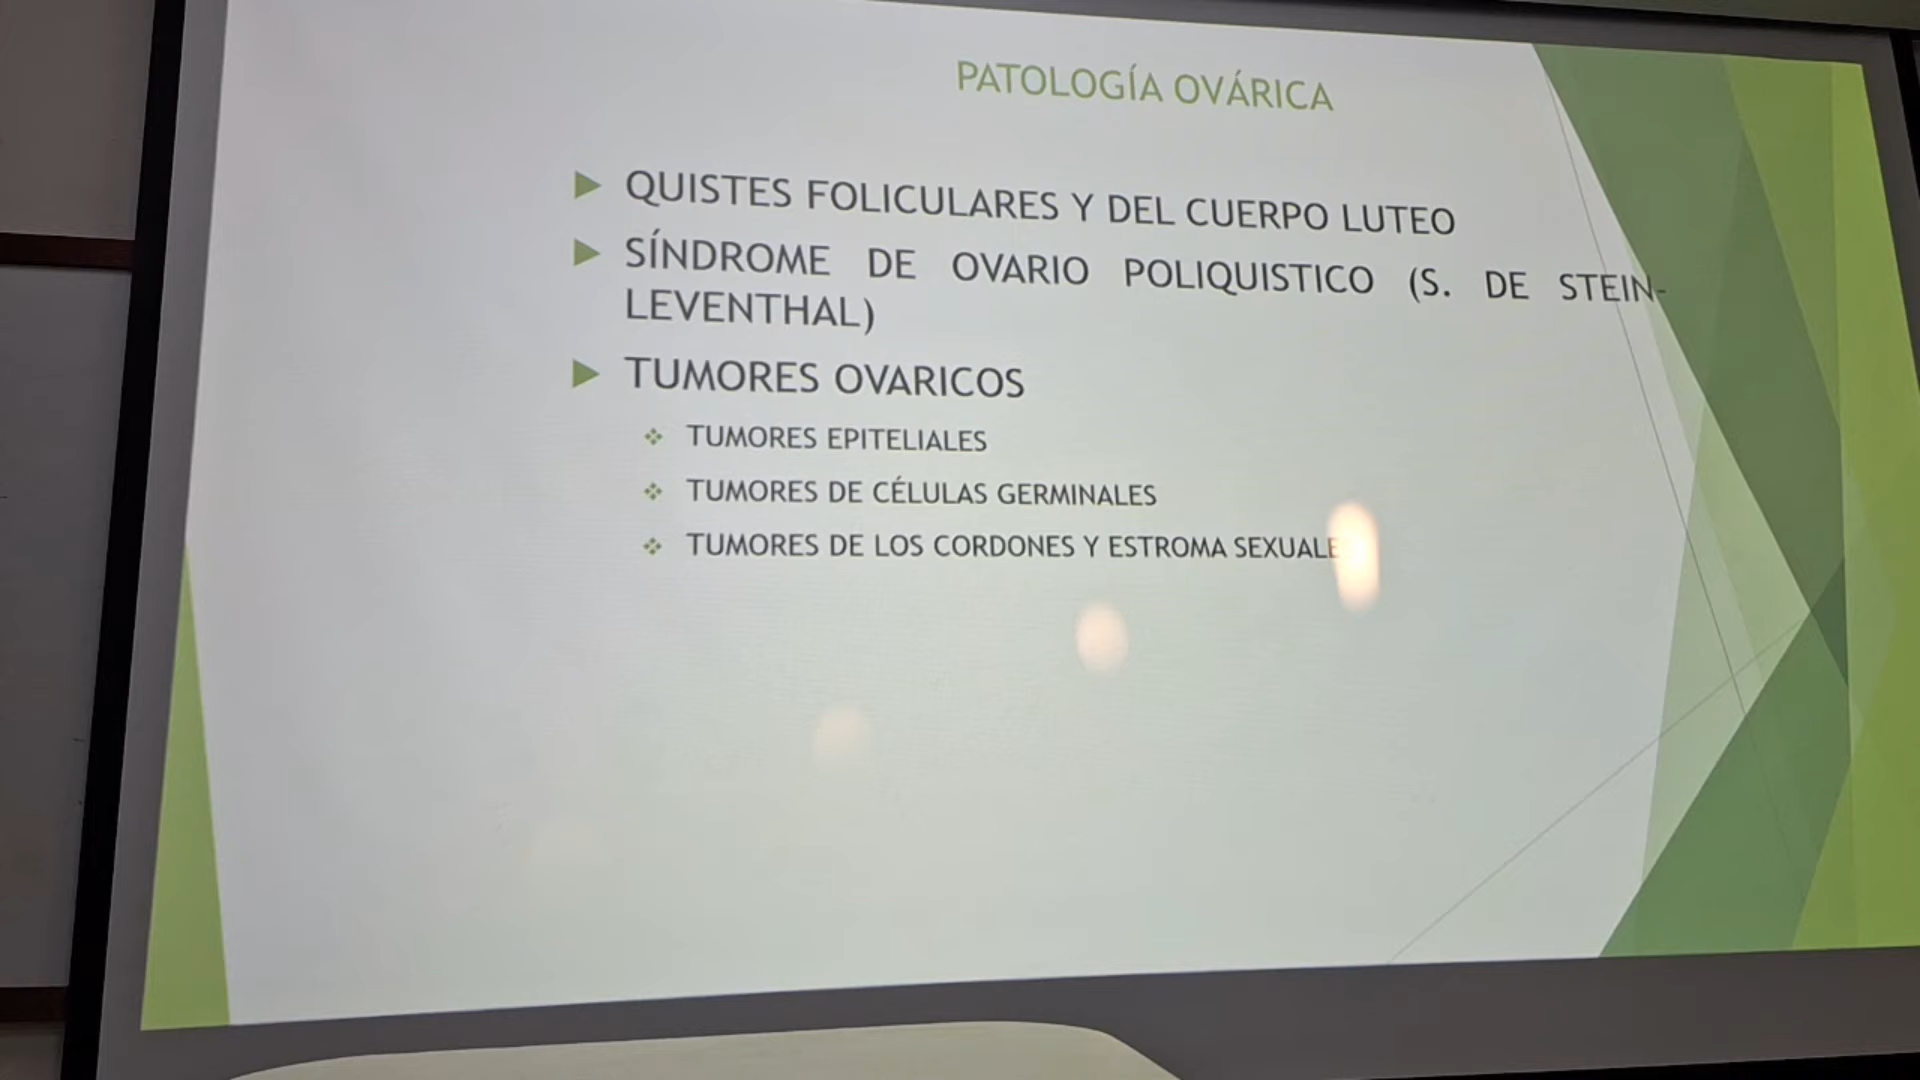 PATOLOGÍA OVÁRICA
QUISTES FOLICULARES Y DEL CUERPO LUTEO
SÍNDROME DE OVARIO POLIQUISTICO (S. DE STEIN-
LEVENTHAL)
TUMORES OVARICOS
TUMORES EPITELIALES
TUMORES DE CÉLULAS GERMINALES
TUMORES DE LOS CORDONES Y ESTROMA